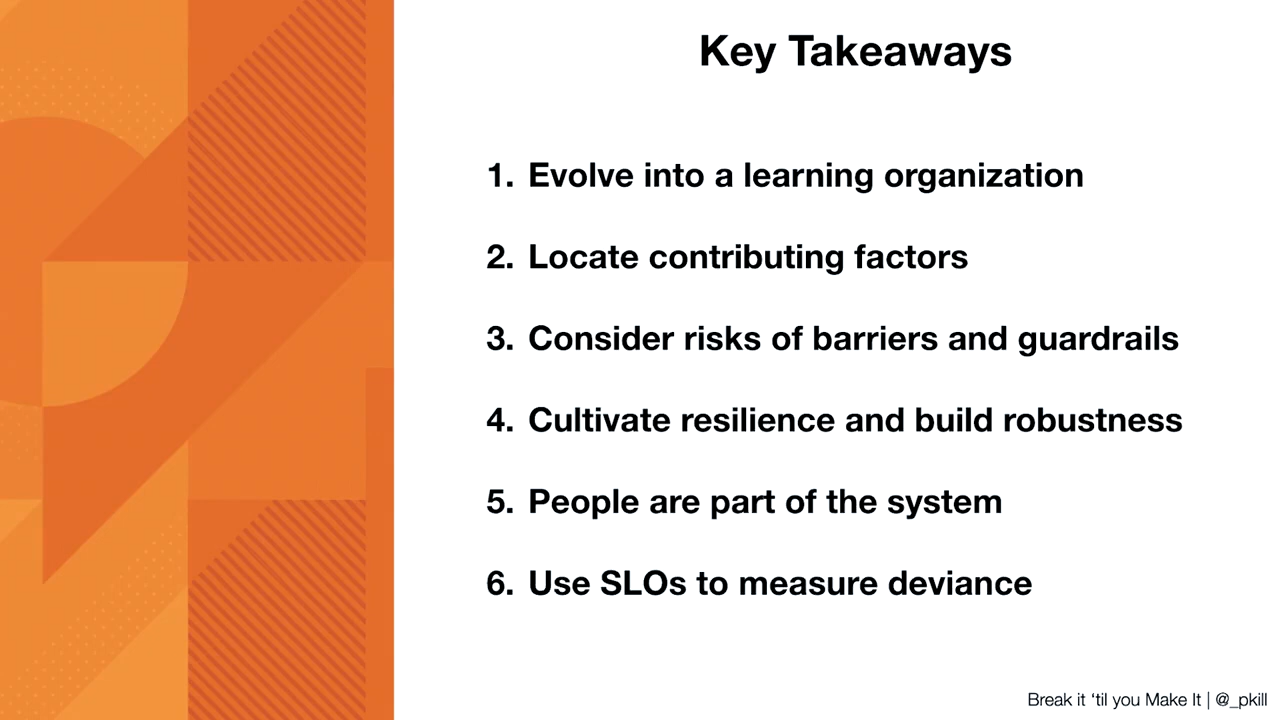 Key Takeaways
1. Evolve into a learning organization
2. Locate contributing factors
3. Consider risks of barriers and guardrails
4. Cultivate resilience and build robustness
5. People are part of the system
6. Use SLOs to measure deviance
Break it ‘til you Make It | @_pkill